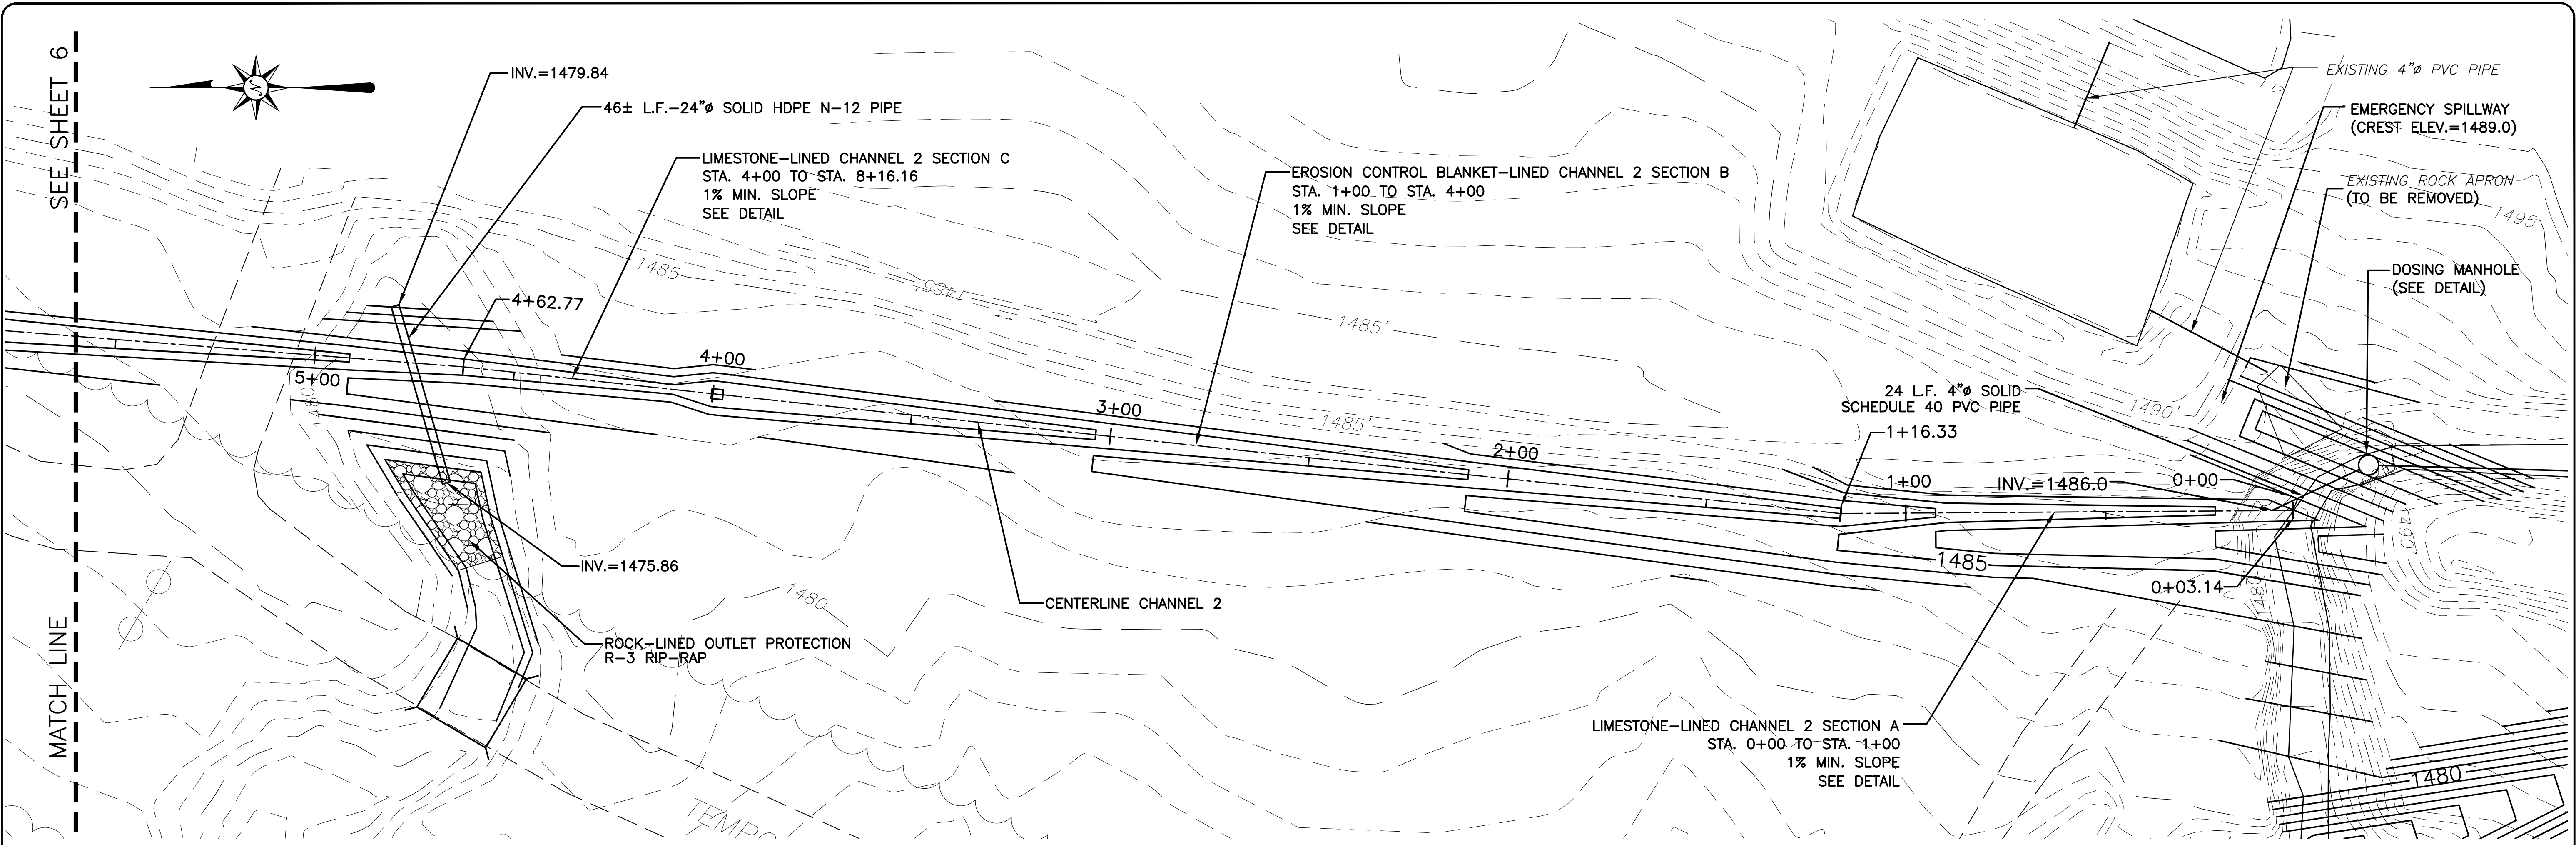 SEE SHEET 6
MATCH LINE
N
INV.=1479.84
46± L.F.-24"ø SOLID HDPE N-12 PIPE
LIMESTONE-LINED CHANNEL 2 SECTION C
STA. 4+00 TO STA. 8+16.16
1% MIN. SLOPE
SEE DETAIL
EROSION CONTROL BLANKET-LINED CHANNEL 2 SECTION B
STA. 1+00 TO STA. 4+00
1% MIN. SLOPE
SEE DETAIL
EXISTING 4"ø PVC PIPE
EMERGENCY SPILLWAY
(CREST ELEV.=1489.0)
EXISTING ROCK APRON
(TO BE REMOVED)
1495
DOSING MANHOLE
(SEE DETAIL)
1485
1485'
1485'
1485'
1490'
4+62.77
4+00
5+00
1480
3+00
2+00
24 L.F. 4"ø SOLID
SCHEDULE 40 PVC PIPE
1+16.33
1+00
INV.=1486.0
0+00
1490'
1485
0+03.14
1480
INV.=1475.86
1480
CENTERLINE CHANNEL 2
ROCK-LINED OUTLET PROTECTION
R-3 RIP-RAP
LIMESTONE-LINED CHANNEL 2 SECTION A
STA. 0+00 TO STA. 1+00
1% MIN. SLOPE
SEE DETAIL
1480